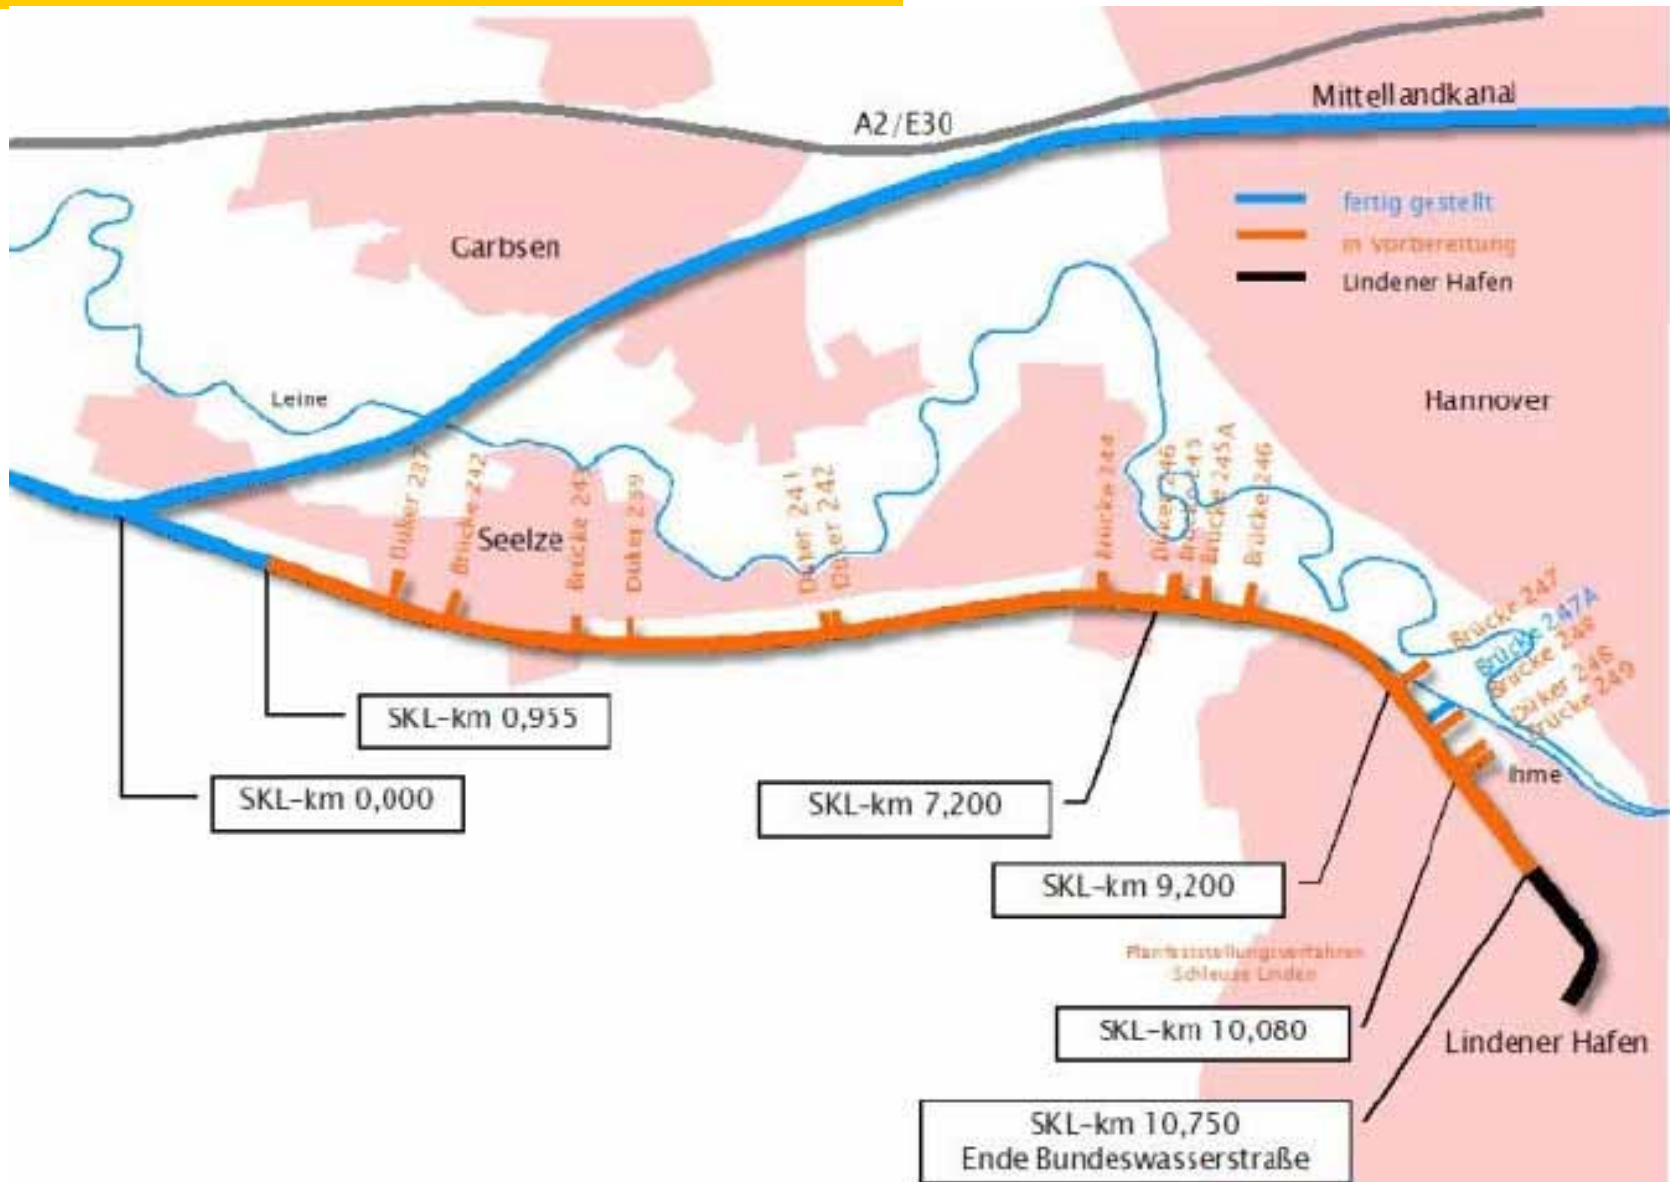 Mittellandkanal
A2/E30
fertig gestellt
in Vorbereitung
Lindener Hafen
Garbsen
Leine
Hannover
Düker 237
Brücke 242
Brücke 243
Düker 239
Düker 241
Düker 242
Brücke 244
Düker 246
Brücke 245
Brücke 245A
Brücke 246
Seelze
Brücke 247
Brücke 247A
Brücke 248
Düker 248
Brücke 249
Ihme
SKL-km 0,955
SKL-km 0,000
SKL-km 7,200
SKL-km 9,200
Planfeststellungsverfahren
Schleuse Linden
SKL-km 10,080
Lindener Hafen
SKL-km 10,750
Ende Bundeswasserstraße